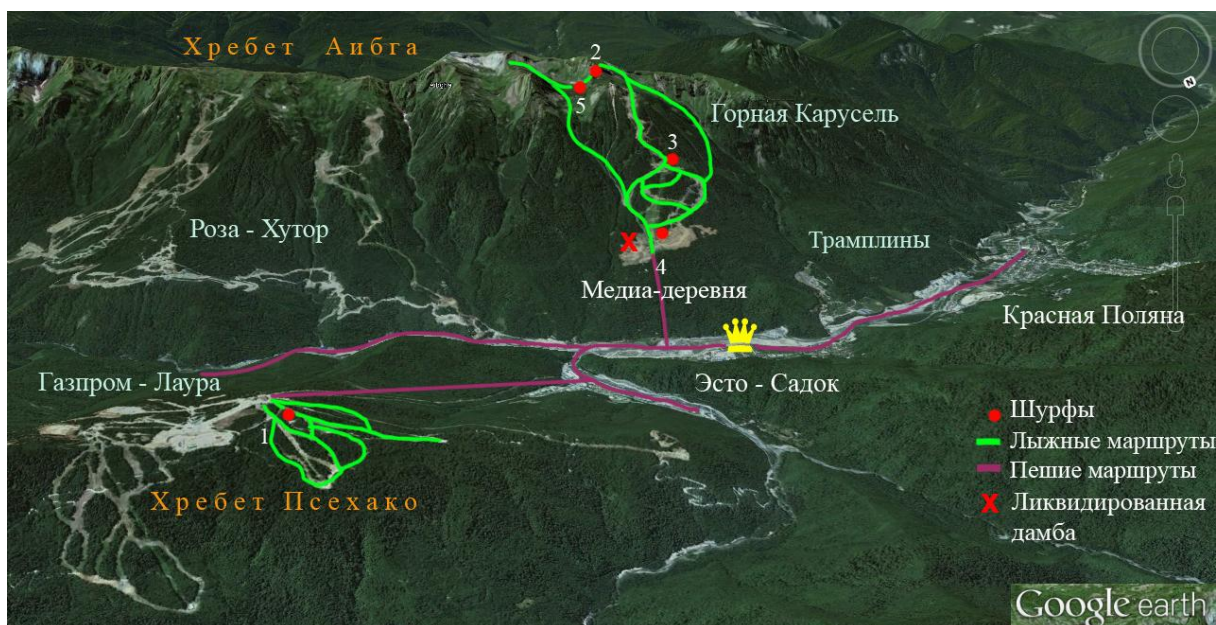 Хребет Аибга
2
5
Горная Карусель
3
Роза - Хутор
Трамплины
4
Медиа-деревня
Красная Поляна
Газпром - Лаура
Эсто - Садок
1
Хребет Псехако
Шурфы
Лыжные маршруты
Пешие маршруты
X Ликвидированная
дамба
N
Google earth